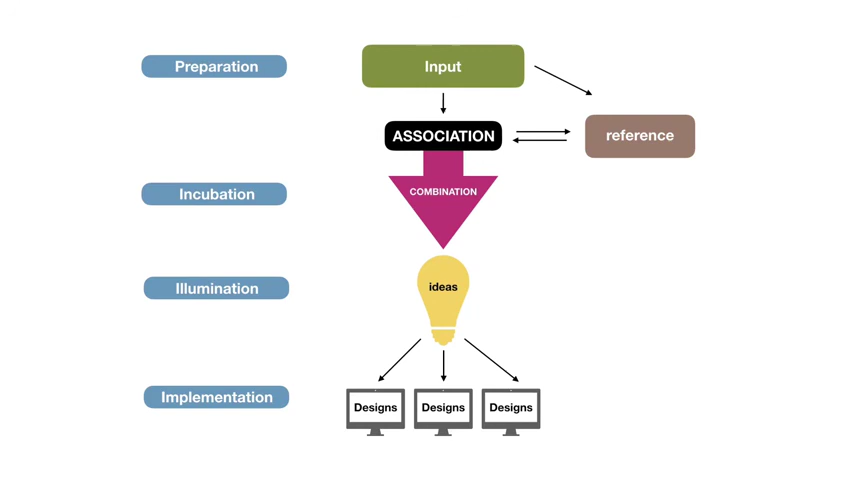 Preparation
Input
ASSOCIATION
reference
COMBINATION
Incubation
ideas
Illumination
Implementation
Designs
Designs
Designs